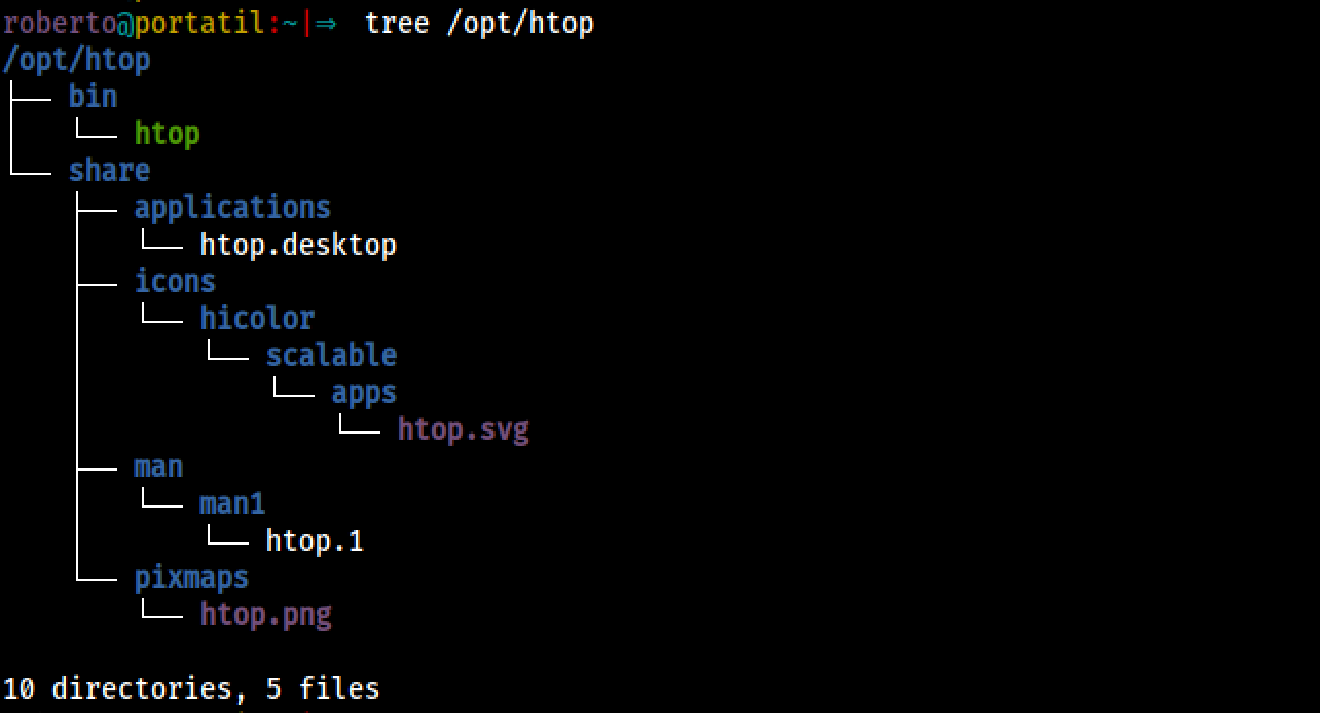 roberto@portatil:~|⇒  tree /opt/htop
/opt/htop
├── bin
│   └── htop
└── share
    ├── applications
    │   └── htop.desktop
    ├── icons
    │   └── hicolor
    │       └── scalable
    │           └── apps
    │               └── htop.svg
    ├── man
    │   └── man1
    │       └── htop.1
    └── pixmaps
        └── htop.png

10 directories, 5 files